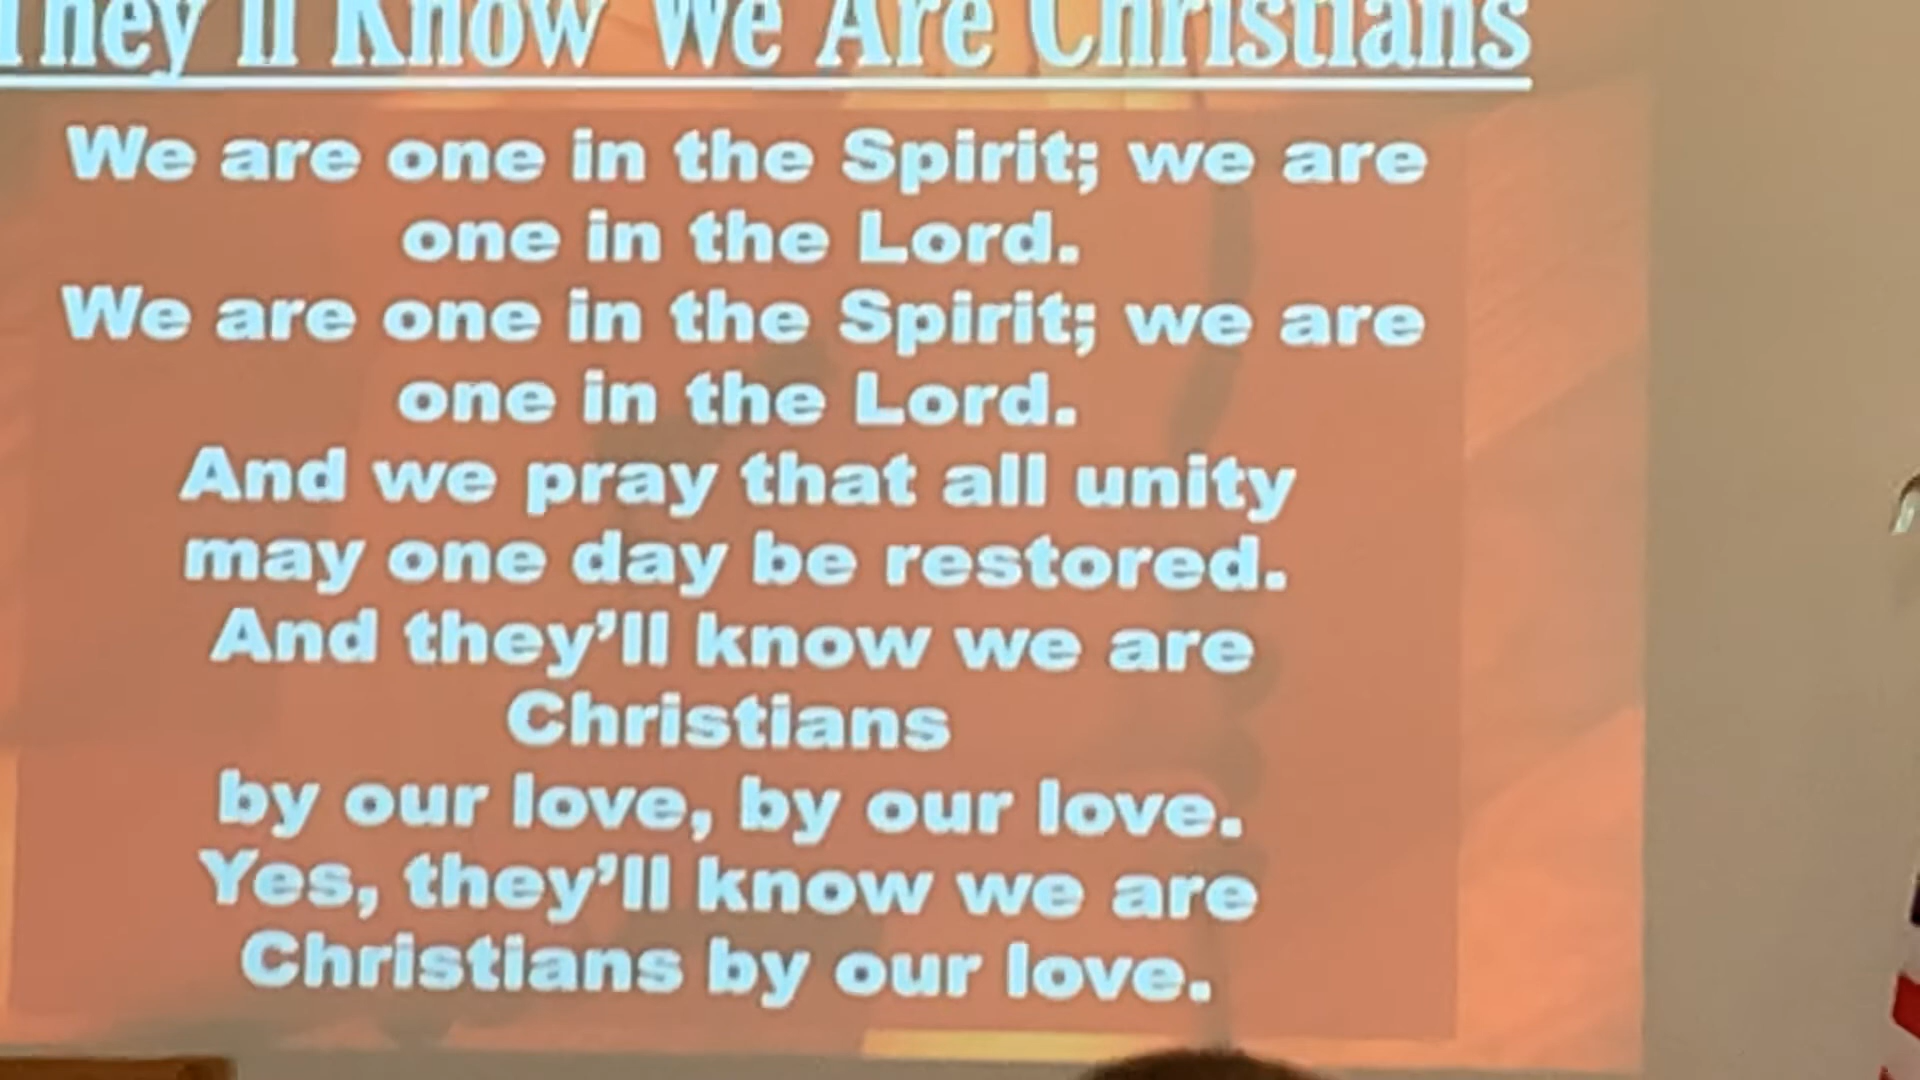 They'll Know We Are Christians
We are one in the Spirit; we are
one in the Lord.
We are one in the Spirit; we are
one in the Lord.
And we pray that all unity
may one day be restored.
And they’ll know we are
Christians
by our love, by our love.
Yes, they’ll know we are
Christians by our love.